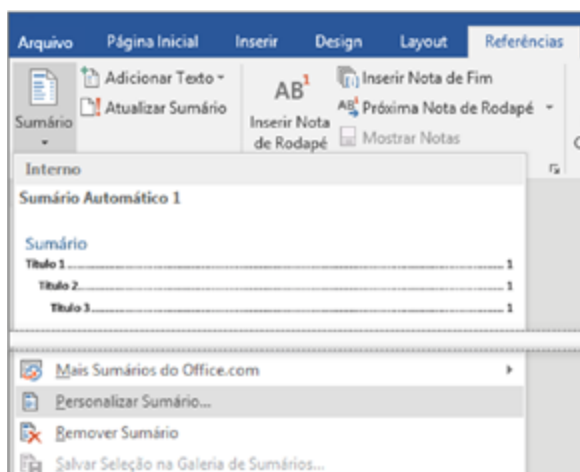 Arquivo Página Inicial Inserir Design Layout Referências
Sumário
Adicionar Texto
Atualizar Sumário
AB1
Inserir Nota
de Rodapé
Inserir Nota de Fim
AB Próxima Nota de Rodapé
Mostrar Notas
Interno
Sumário Automático 1
Sumário
Título 1 1
Título 2 1
Título 3 1
Mais Sumários do Office.com
Personalizar Sumário...
Remover Sumário
Salvar Seleção na Galeria de Sumários...